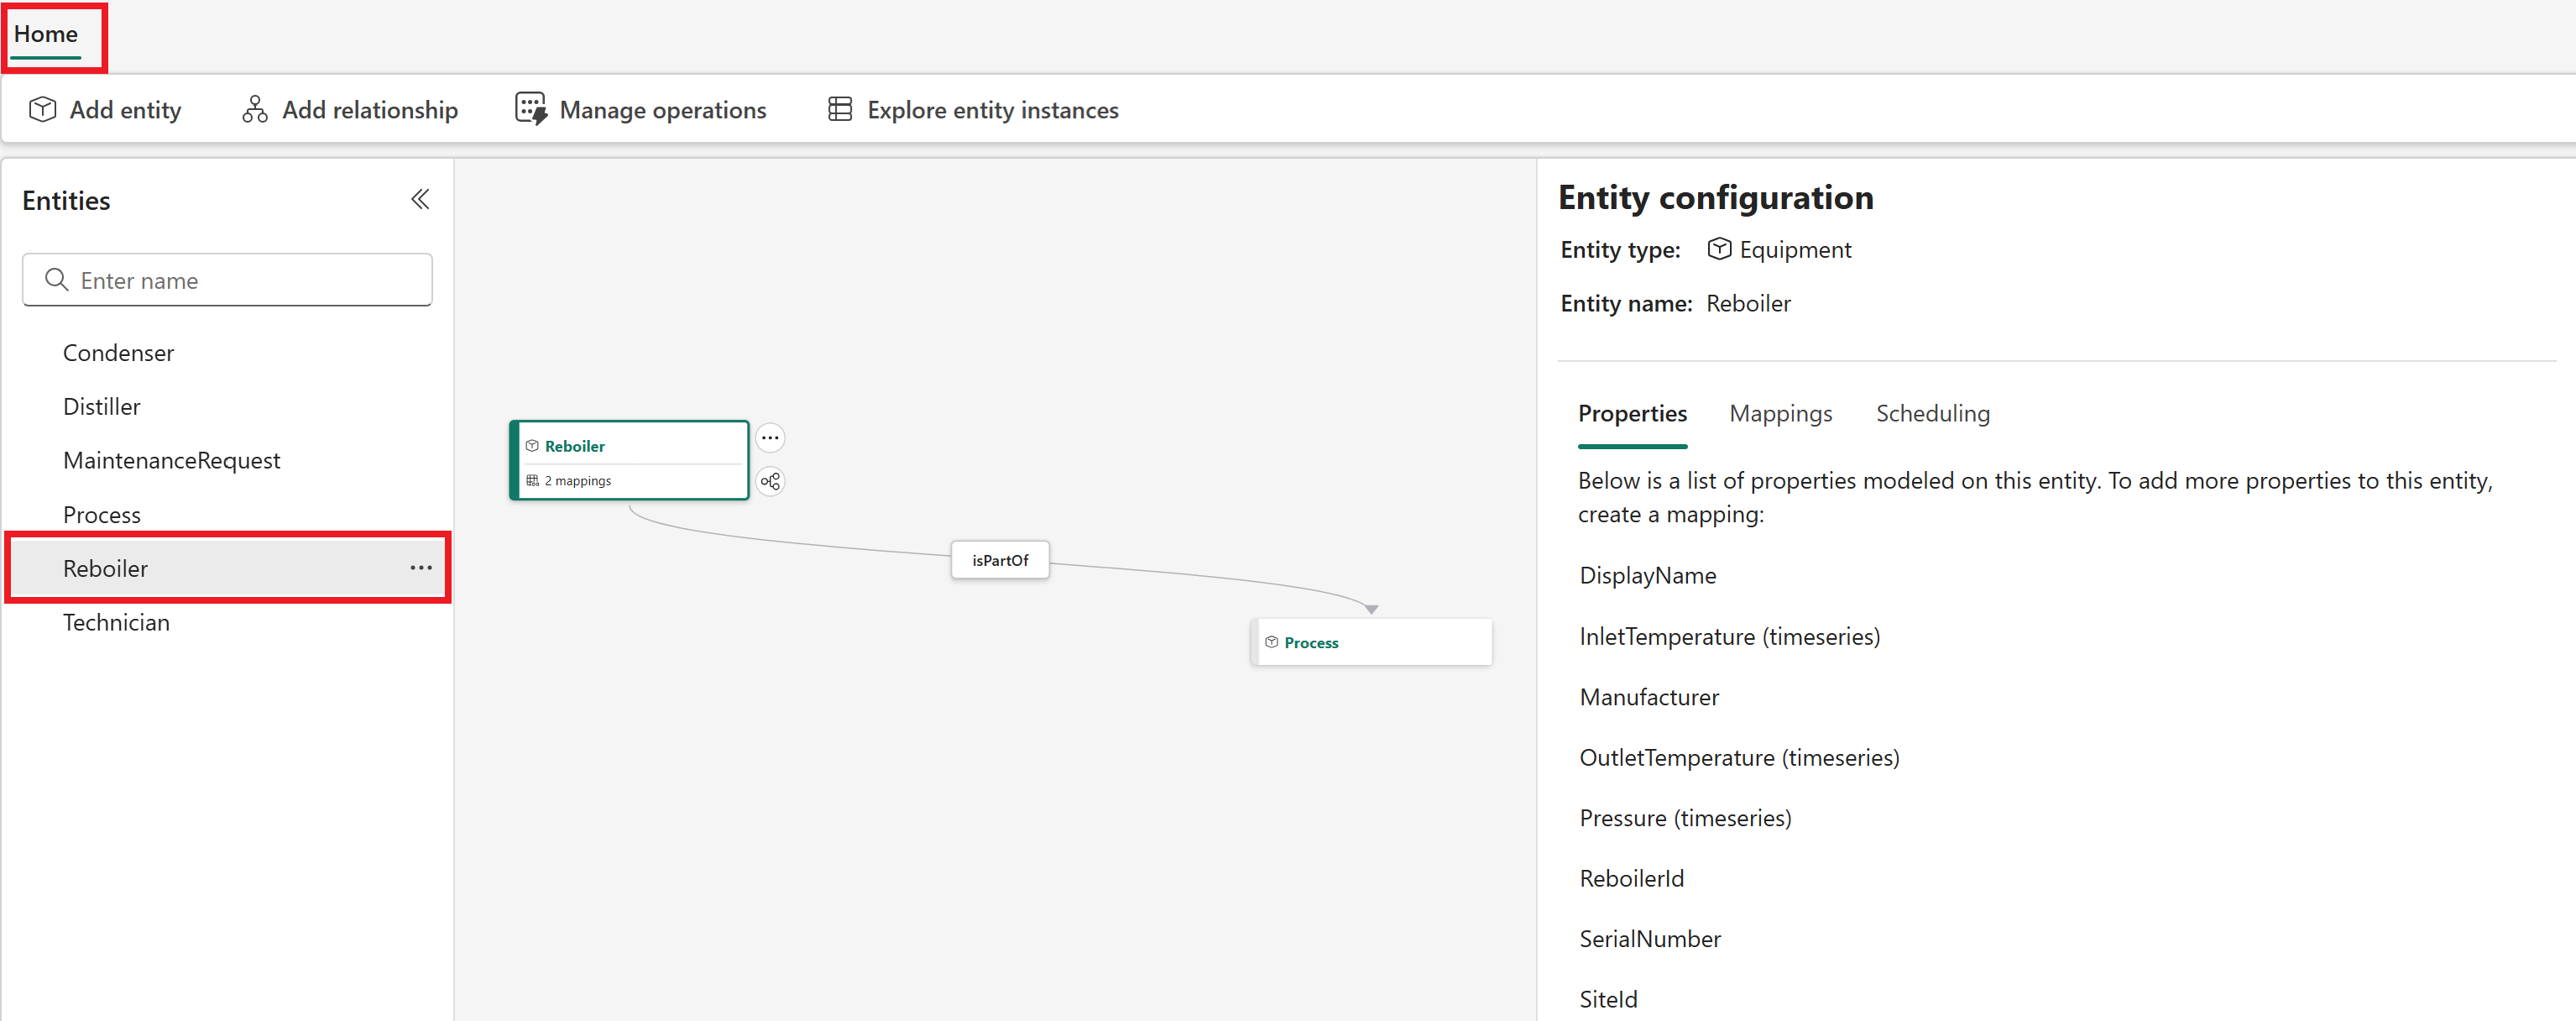 Home
Add entity
Add relationship
Manage operations
Explore entity instances
Entities
Enter name
Condenser
Distiller
MaintenanceRequest
Process
Reboiler
Technician
Reboiler
2 mappings
isPartOf
Process
Entity configuration
Entity type: Equipment
Entity name: Reboiler
Properties
Mappings
Scheduling
Below is a list of properties modeled on this entity. To add more properties to this entity,
create a mapping:
DisplayName
InletTemperature (timeseries)
Manufacturer
OutletTemperature (timeseries)
Pressure (timeseries)
ReboilerId
SerialNumber
SiteId